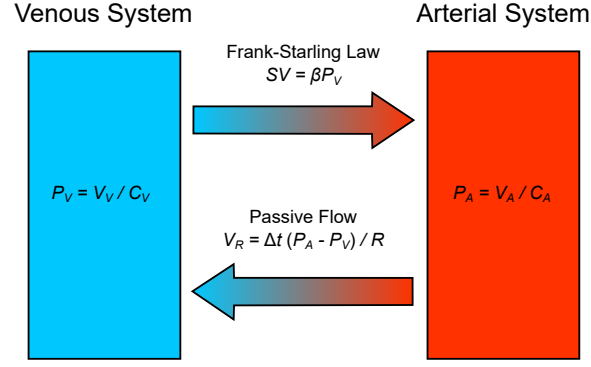 Venous System
Arterial System
Frank-Starling Law
SV = βP_V
P_V = V_V / C_V
P_A = V_A / C_A
Passive Flow
V_R = Δt (P_A - P_V) / R